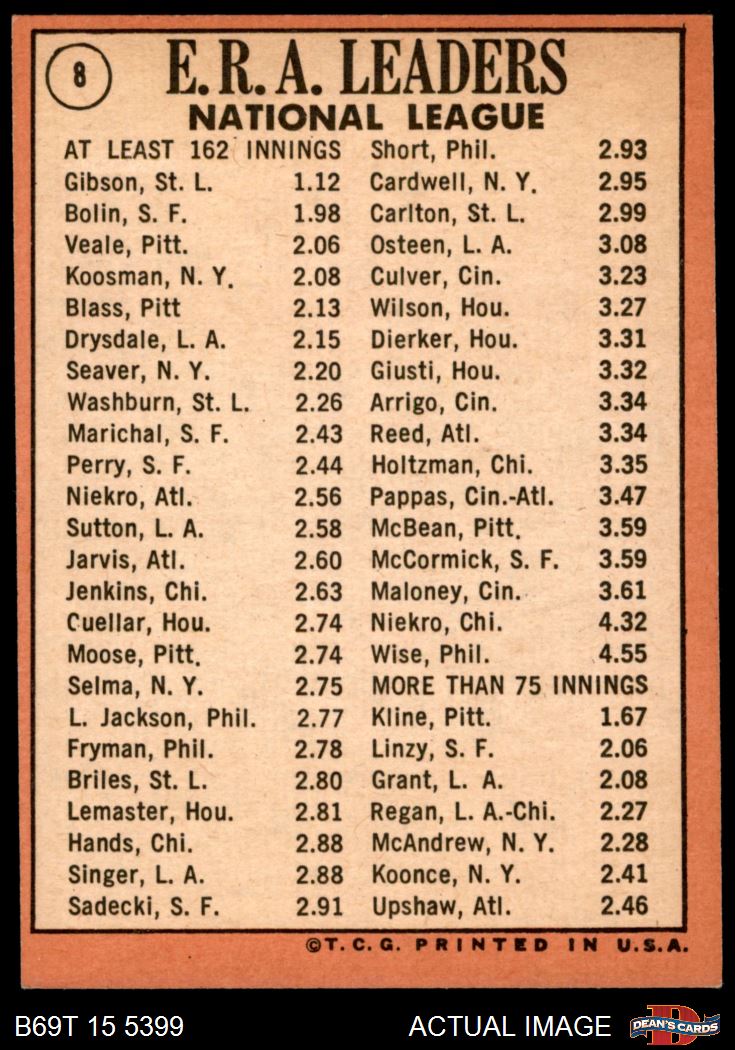 8
E. R. A. LEADERS
NATIONAL LEAGUE
AT LEAST 162 INNINGS
Gibson, St. L. 1.12
Bolin, S. F. 1.98
Veale, Pitt. 2.06
Koosman, N. Y. 2.08
Blass, Pitt 2.13
Drysdale, L. A. 2.15
Seaver, N. Y. 2.20
Washburn, St. L. 2.26
Marichal, S. F. 2.43
Perry, S. F. 2.44
Niekro, Atl. 2.56
Sutton, L. A. 2.58
Jarvis, Atl. 2.60
Jenkins, Chi. 2.63
Cuellar, Hou. 2.74
Moose, Pitt. 2.74
Selma, N. Y. 2.75
L. Jackson, Phil. 2.77
Fryman, Phil. 2.78
Briles, St. L. 2.80
Lemaster, Hou. 2.81
Hands, Chi. 2.88
Singer, L. A. 2.88
Sadecki, S. F. 2.91
Short, Phil. 2.93
Cardwell, N. Y. 2.95
Carlton, St. L. 2.99
Osteen, L. A. 3.08
Culver, Cin. 3.23
Wilson, Hou. 3.27
Dierker, Hou. 3.31
Giusti, Hou. 3.32
Arrigo, Cin. 3.34
Reed, Atl. 3.34
Holtzman, Chi. 3.35
Pappas, Cin.-Atl. 3.47
McBean, Pitt. 3.59
McCormick, S. F. 3.59
Maloney, Cin. 3.61
Niekro, Chi. 4.32
Wise, Phil. 4.55
MORE THAN 75 INNINGS
Kline, Pitt. 1.67
Linzy, S. F. 2.06
Grant, L. A. 2.08
Regan, L. A.-Chi. 2.27
McAndrew, N. Y. 2.28
Koonce, N. Y. 2.41
Upshaw, Atl. 2.46
©T. C. G. PRINTED IN U.S.A.
B69T 15 5399
ACTUAL IMAGE
D
DEAN'S CARDS